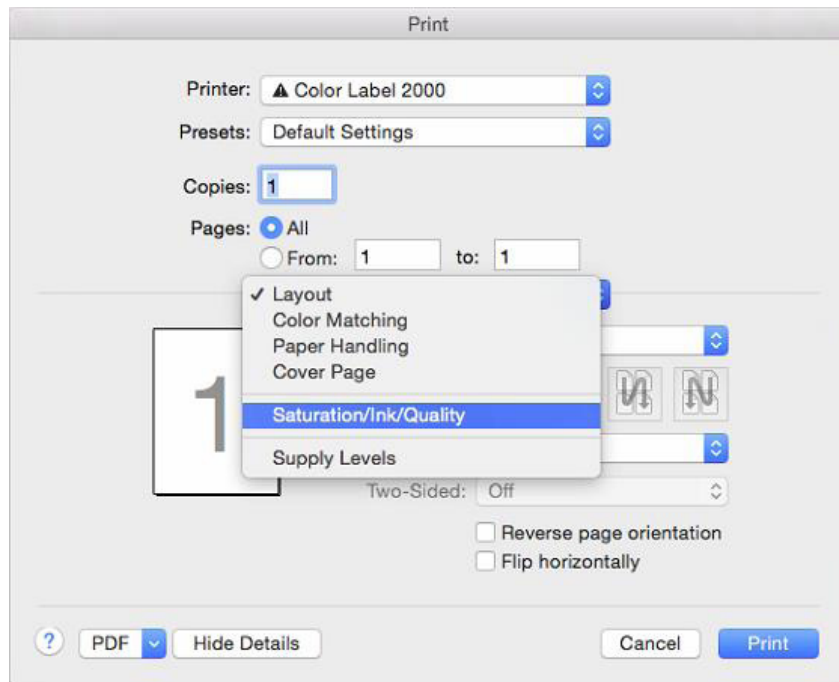 Print
Printer: ⚠ Color Label 2000
Presets: Default Settings
Copies: 1
Pages: All
From: 1 to: 1
✓ Layout
Color Matching
Paper Handling
Cover Page
Saturation/Ink/Quality
Supply Levels
1
Two-Sided: Off
Reverse page orientation
Flip horizontally
? PDF Hide Details Cancel Print